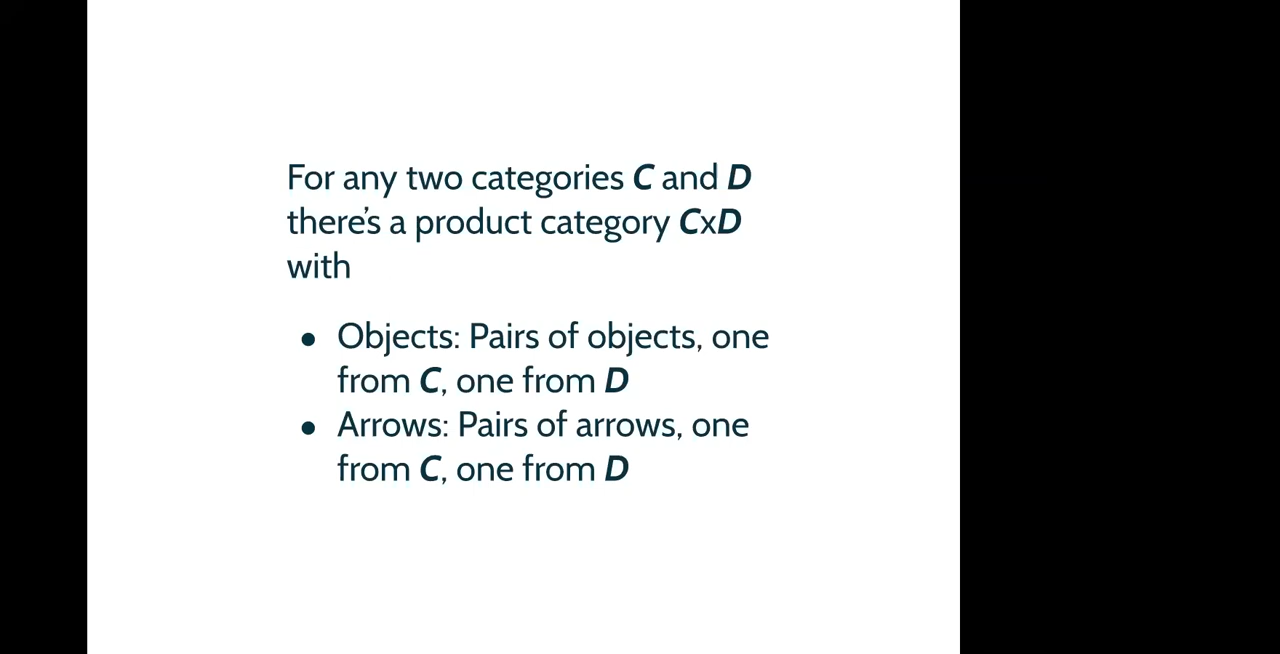 For any two categories C and D
there's a product category CxD
with
● Objects: Pairs of objects, one
from C, one from D
● Arrows: Pairs of arrows, one
from C, one from D